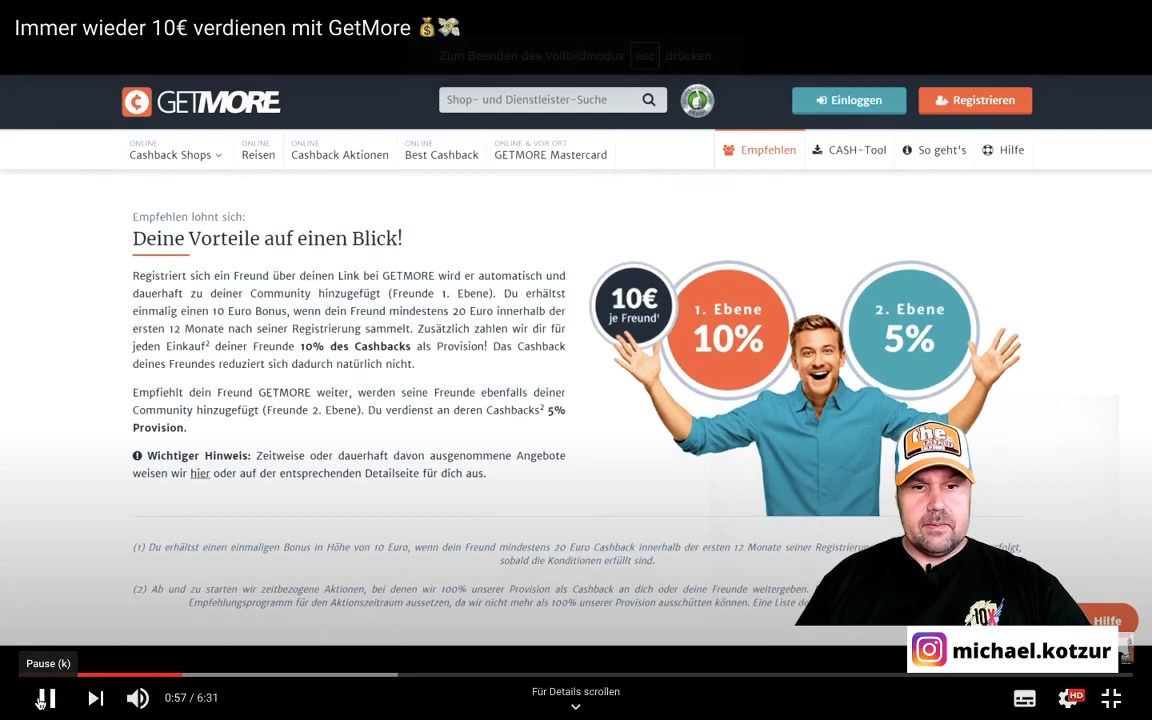 Immer wieder 10€ verdienen mit GetMore 💰💸
Zum Beenden des Vollbildmodus esc drücken
GETMORE
Shop- und Dienstleister-Suche
Einloggen
Registrieren
ONLINE
Cashback Shops
ONLINE
Reisen
ONLINE
Cashback Aktionen
ONLINE
Best Cashback
ONLINE & VOR ORT
GETMORE Mastercard
Empfehlen
CASH-Tool
So geht's
Hilfe
Empfehlen lohnt sich:
Deine Vorteile auf einen Blick!
Registriert sich ein Freund über deinen Link bei GETMORE wird er automatisch und
dauerhaft zu deiner Community hinzugefügt (Freunde 1. Ebene). Du erhältst
einmalig einen 10 Euro Bonus, wenn dein Freund mindestens 20 Euro innerhalb der
ersten 12 Monate nach seiner Registrierung sammelt. Zusätzlich zahlen wir dir für
jeden Einkauf² deiner Freunde 10% des Cashbacks als Provision! Das Cashback
deines Freundes reduziert sich dadurch natürlich nicht.
Empfiehlt dein Freund GETMORE weiter, werden seine Freunde ebenfalls deiner
Community hinzugefügt (Freunde 2. Ebene). Du verdienst an deren Cashbacks² 5%
Provision.
Wichtiger Hinweis: Zeitweise oder dauerhaft davon ausgenommene Angebote
weisen wir hier oder auf der entsprechenden Detailseite für dich aus.
10€
je Freund¹
1. Ebene
10%
2. Ebene
5%
(1) Du erhältst einen einmaligen Bonus in Höhe von 10 Euro, wenn dein Freund mindestens 20 Euro Cashback innerhalb der ersten 12 Monate seiner Registrierun erfolgt,
sobald die Konditionen erfüllt sind.
(2) Ab und zu starten wir zeitbezogene Aktionen, bei denen wir 100% unserer Provision als Cashback an dich oder deine Freunde weitergeben.
Empfehlungsprogramm für den Aktionszeitraum aussetzen, da wir nicht mehr als 100% unserer Provision ausschütten können. Eine Liste de
the
10X
Hilfe
michael.kotzur
Pause (k)
0:57 / 6:31
Für Details scrollen
HD